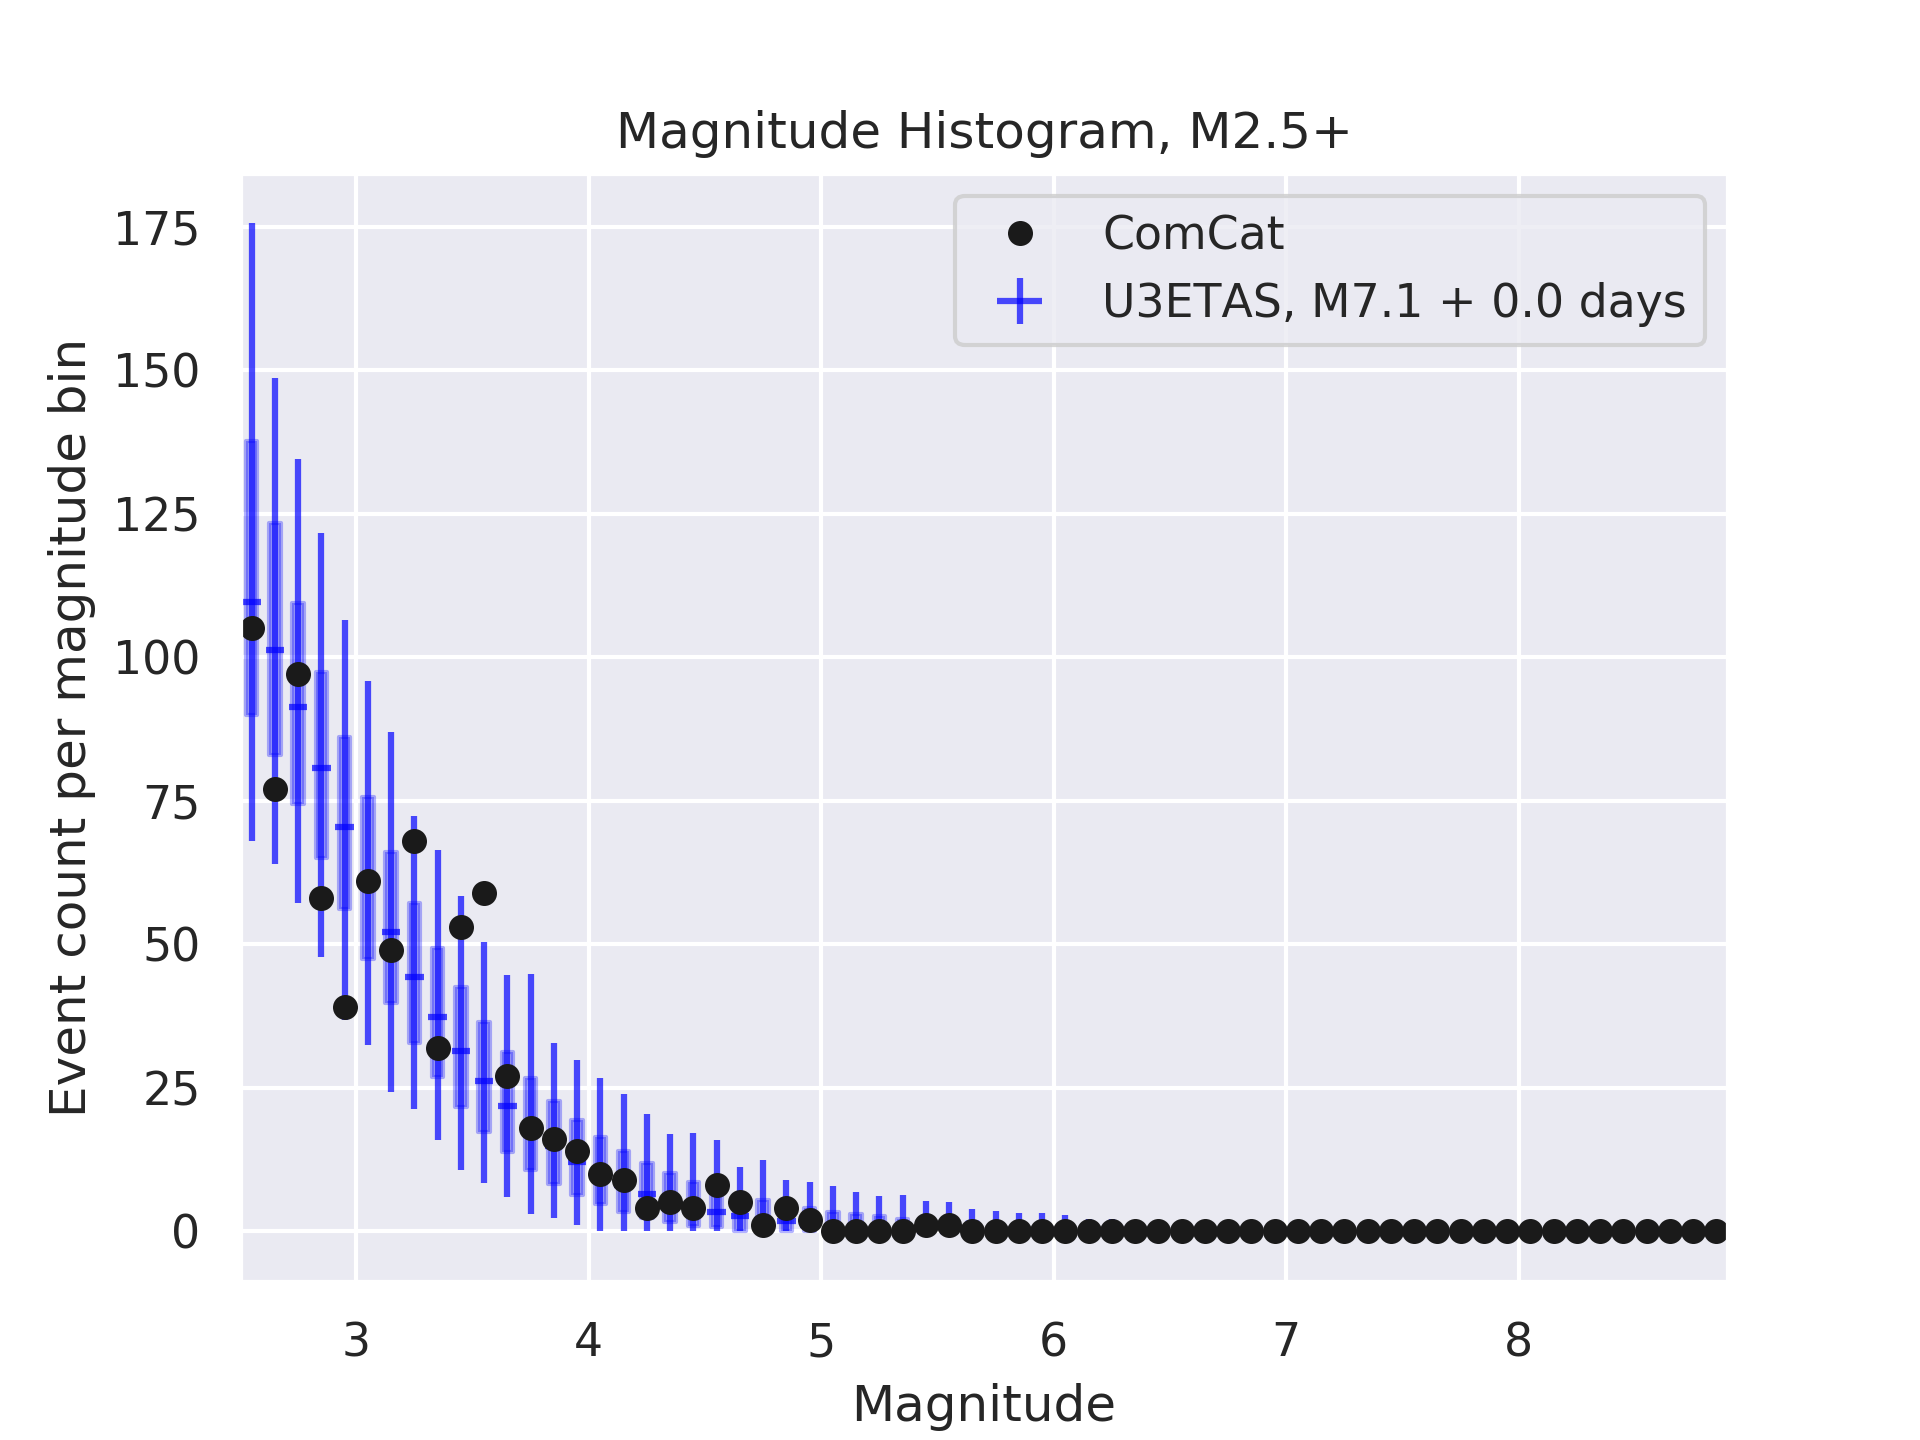 Magnitude Histogram, M2.5+
ComCat
U3ETAS, M7.1 + 0.0 days
Event count per magnitude bin
175
150
125
100
75
50
25
0
3 4 5 6 7 8
Magnitude